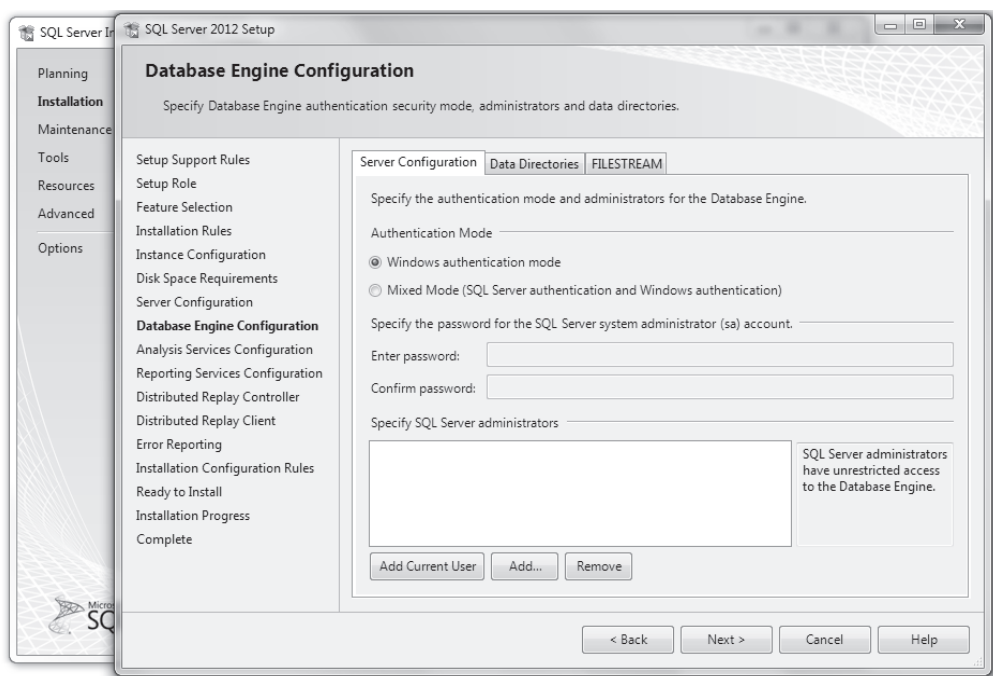 SQL Server
SQL Server 2012 Setup
Planning
Installation
Maintenance
Tools
Resources
Advanced
Options
Database Engine Configuration
Specify Database Engine authentication security mode, administrators and data directories.
Setup Support Rules
Setup Role
Feature Selection
Installation Rules
Instance Configuration
Disk Space Requirements
Server Configuration
Database Engine Configuration
Analysis Services Configuration
Reporting Services Configuration
Distributed Replay Controller
Distributed Replay Client
Error Reporting
Installation Configuration Rules
Ready to Install
Installation Progress
Complete
Server Configuration Data Directories FILESTREAM
Specify the authentication mode and administrators for the Database Engine.
Authentication Mode
Windows authentication mode
Mixed Mode (SQL Server authentication and Windows authentication)
Specify the password for the SQL Server system administrator (sa) account.
Enter password:
Confirm password:
Specify SQL Server administrators
SQL Server administrators
have unrestricted access
to the Database Engine.
Add Current User Add... Remove
< Back Next > Cancel Help